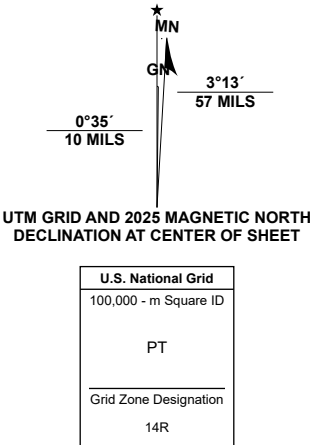 MN
GN
3°13´
57 MILS
0°35´
10 MILS
UTM GRID AND 2025 MAGNETIC NORTH
DECLINATION AT CENTER OF SHEET
U.S. National Grid
100,000 - m Square ID
PT
Grid Zone Designation
14R